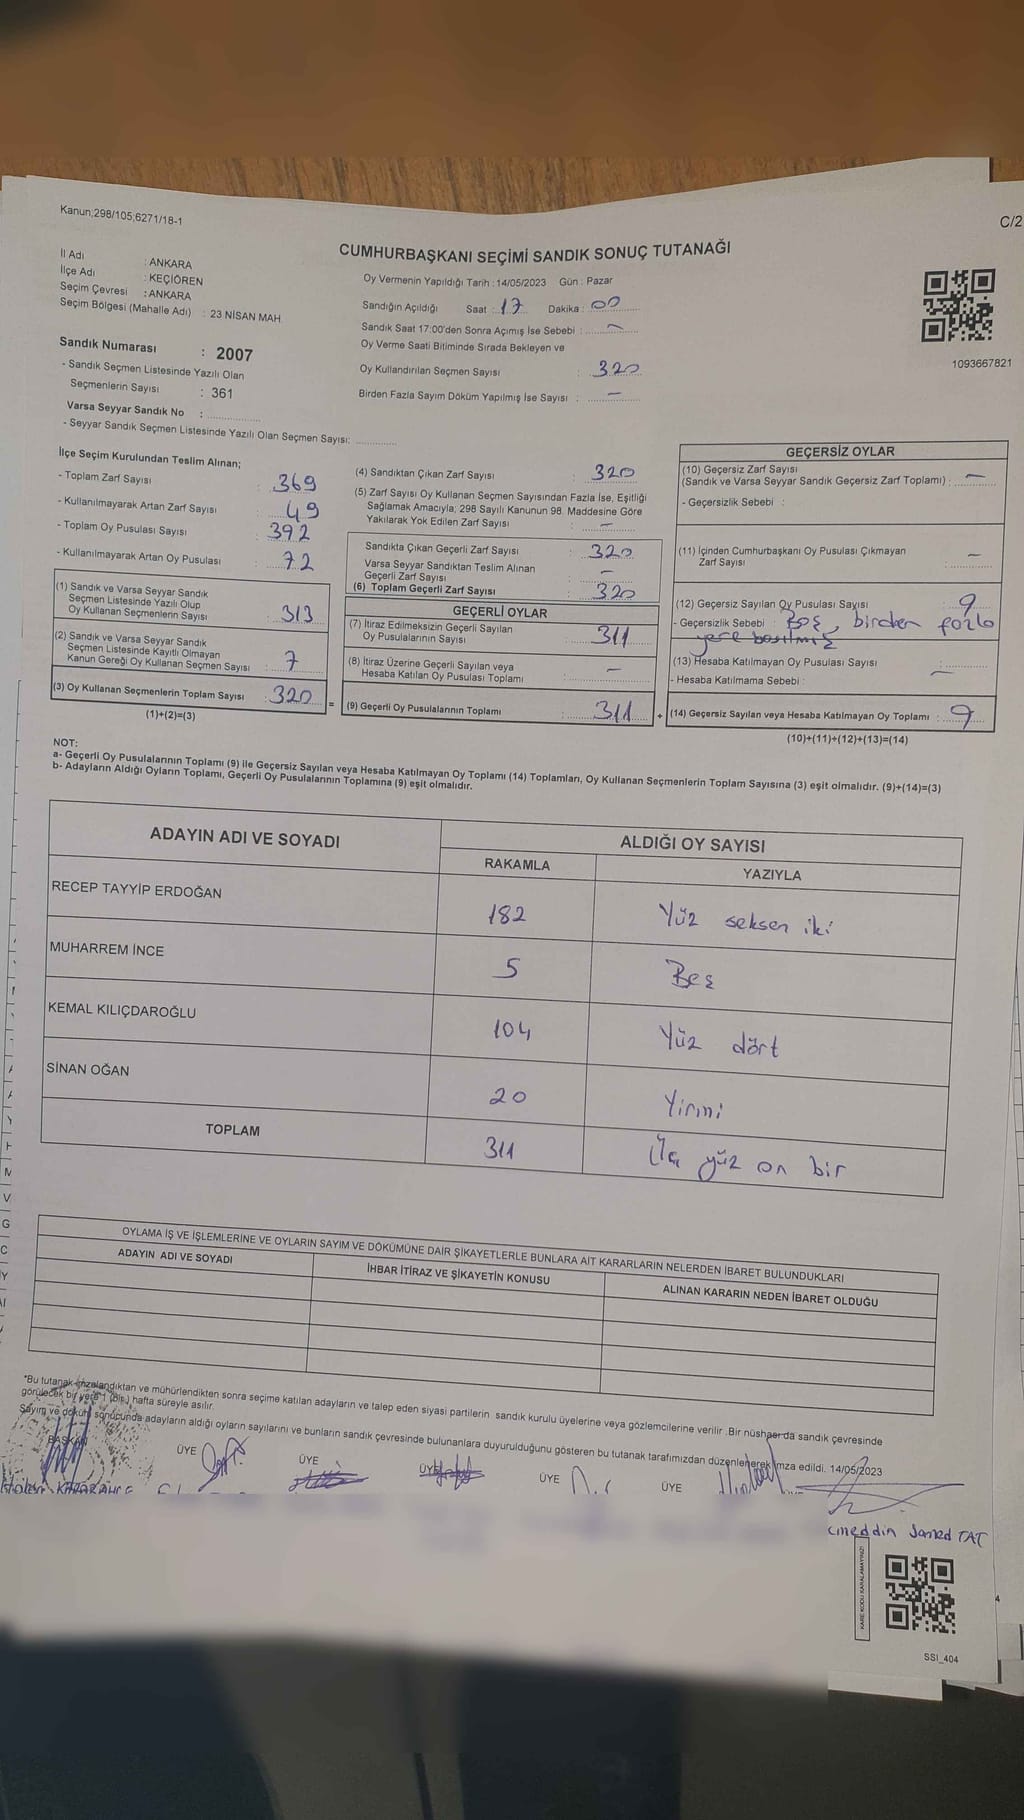 Kanun;298/105;6271/18-1
C/2
CUMHURBAŞKANI SEÇİMİ SANDIK SONUÇ TUTANAĞI
İl Adı : ANKARA
İlçe Adı : KEÇİÖREN
Seçim Çevresi : ANKARA
Seçim Bölgesi (Mahalle Adı) : 23 NİSAN MAH.
Sandık Numarası : 2007
- Sandık Seçmen Listesinde Yazılı Olan
Seçmenlerin Sayısı : 361
Varsa Seyyar Sandık No : ....................
- Seyyar Sandık Seçmen Listesinde Yazılı Olan Seçmen Sayısı: ..............
Oy Vermenin Yapıldığı Tarih : 14/05/2023 Gün : Pazar
Sandığın Açıldığı Saat : 17 Dakika : 00
Sandık Saat 17:00'den Sonra Açımış İse Sebebi : —
Oy Verme Saati Bitiminde Sırada Bekleyen ve
Oy Kullandırılan Seçmen Sayısı : 320
Birden Fazla Sayım Döküm Yapılmış İse Sayısı : —
1093667821
İlçe Seçim Kurulundan Teslim Alınan;
- Toplam Zarf Sayısı : 369
- Kullanılmayarak Artan Zarf Sayısı : 49
- Toplam Oy Pusulası Sayısı : 392
- Kullanılmayarak Artan Oy Pusulası : 72
(1) Sandık ve Varsa Seyyar Sandık
Seçmen Listesinde Yazılı Olup
Oy Kullanan Seçmenlerin Sayısı : 313
(2) Sandık ve Varsa Seyyar Sandık
Seçmen Listesinde Kayıtlı Olmayan
Kanun Gereği Oy Kullanan Seçmen Sayısı : 7
(3) Oy Kullanan Seçmenlerin Toplam Sayısı : 320
(1)+(2)=(3)
=
(4) Sandıktan Çıkan Zarf Sayısı : 320
(5) Zarf Sayısı Oy Kullanan Seçmen Sayısından Fazla İse, Eşitliği
Sağlamak Amacıyla; 298 Sayılı Kanunun 98. Maddesine Göre
Yakılarak Yok Edilen Zarf Sayısı : —
Sandıkta Çıkan Geçerli Zarf Sayısı : 320
Varsa Seyyar Sandıktan Teslim Alınan
Geçerli Zarf Sayısı : —
(6) Toplam Geçerli Zarf Sayısı : 320
GEÇERLİ OYLAR
(7) İtiraz Edilmeksizin Geçerli Sayılan
Oy Pusulalarının Sayısı : 311
(8) İtiraz Üzerine Geçerli Sayılan veya
Hesaba Katılan Oy Pusulası Toplamı : —
(9) Geçerli Oy Pusulalarının Toplamı : 311
+
GEÇERSİZ OYLAR
(10) Geçersiz Zarf Sayısı
(Sandık ve Varsa Seyyar Sandık Geçersiz Zarf Toplamı) : —
- Geçersizlik Sebebi :
(11) İçinden Cumhurbaşkanı Oy Pusulası Çıkmayan
Zarf Sayısı : —
(12) Geçersiz Sayılan Oy Pusulası Sayısı : 9
- Geçersizlik Sebebi : Boş, birden fazla
yere basılmış
(13) Hesaba Katılmayan Oy Pusulası Sayısı : —
- Hesaba Katılmama Sebebi :
(14) Geçersiz Sayılan veya Hesaba Katılmayan Oy Toplamı : 9
(10)+(11)+(12)+(13)=(14)
NOT:
a- Geçerli Oy Pusulalarının Toplamı (9) ile Geçersiz Sayılan veya Hesaba Katılmayan Oy Toplamı (14) Toplamları, Oy Kullanan Seçmenlerin Toplam Sayısına (3) eşit olmalıdır. (9)+(14)=(3)
b- Adayların Aldığı Oyların Toplamı, Geçerli Oy Pusulalarının Toplamına (9) eşit olmalıdır.
ADAYIN ADI VE SOYADI ALDIĞI OY SAYISI
RAKAMLA YAZIYLA
RECEP TAYYİP ERDOĞAN 182 Yüz seksen iki
MUHARREM İNCE 5 Beş
KEMAL KILIÇDAROĞLU 104 Yüz dört
SİNAN OĞAN 20 Yirmi
TOPLAM 311 Üç yüz on bir
OYLAMA İŞ VE İŞLEMLERİNE VE OYLARIN SAYIM VE DÖKÜMÜNE DAİR ŞİKAYETLERLE BUNLARA AİT KARARLARIN NELERDEN İBARET BULUNDUKLARI
ADAYIN ADI VE SOYADI İHBAR İTİRAZ VE ŞİKAYETİN KONUSU ALINAN KARARIN NEDEN İBARET OLDUĞU
*Bu tutanak imzalandıktan ve mühürlendikten sonra seçime katılan adayların ve talep eden siyasi partilerin sandık kurulu üyelerine veya gözlemcilerine verilir .Bir nüshaerda sandık çevresinde
görülecek bir yere 1 (bir) hafta süreyle asılır.
Sayım ve döküm sonucunda adayların aldığı oyların sayılarını ve bunların sandık çevresinde bulunanlara duyurulduğunu gösteren bu tutanak tarafımızdan düzenlenerek imza edildi. 14/05/2023
BAŞKAN ÜYE ÜYE ÜYE ÜYE ÜYE
Samed TAT
KARE KODU KARALAMAYINIZ!
SSI_404